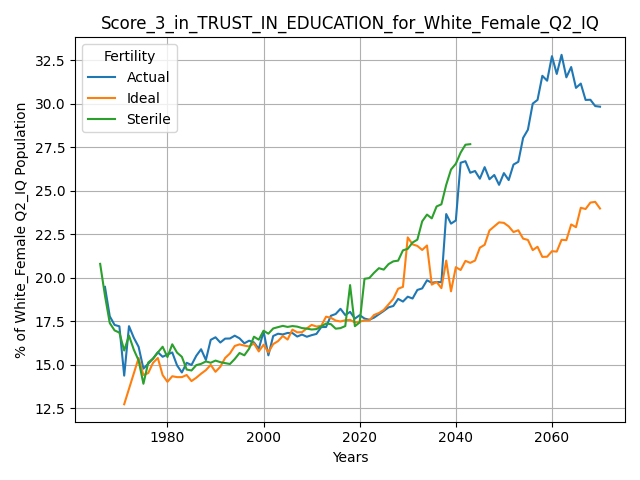 Score_3_in_TRUST_IN_EDUCATION_for_White_Female_Q2_IQ
Fertility
Actual
Ideal
Sterile
% of White_Female Q2_IQ Population
32.5
30.0
27.5
25.0
22.5
20.0
17.5
15.0
12.5
1980 2000 2020 2040 2060
Years